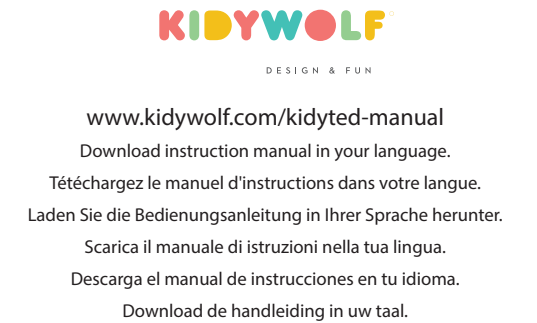 KIDYWOLF
DESIGN & FUN
www.kidywolf.com/kidyted-manual
Download instruction manual in your language.
Tétéchargez le manuel d'instructions dans votre langue.
Laden Sie die Bedienungsanleitung in Ihrer Sprache herunter.
Scarica il manuale di istruzioni nella tua lingua.
Descarga el manual de instrucciones en tu idioma.
Download de handleiding in uw taal.